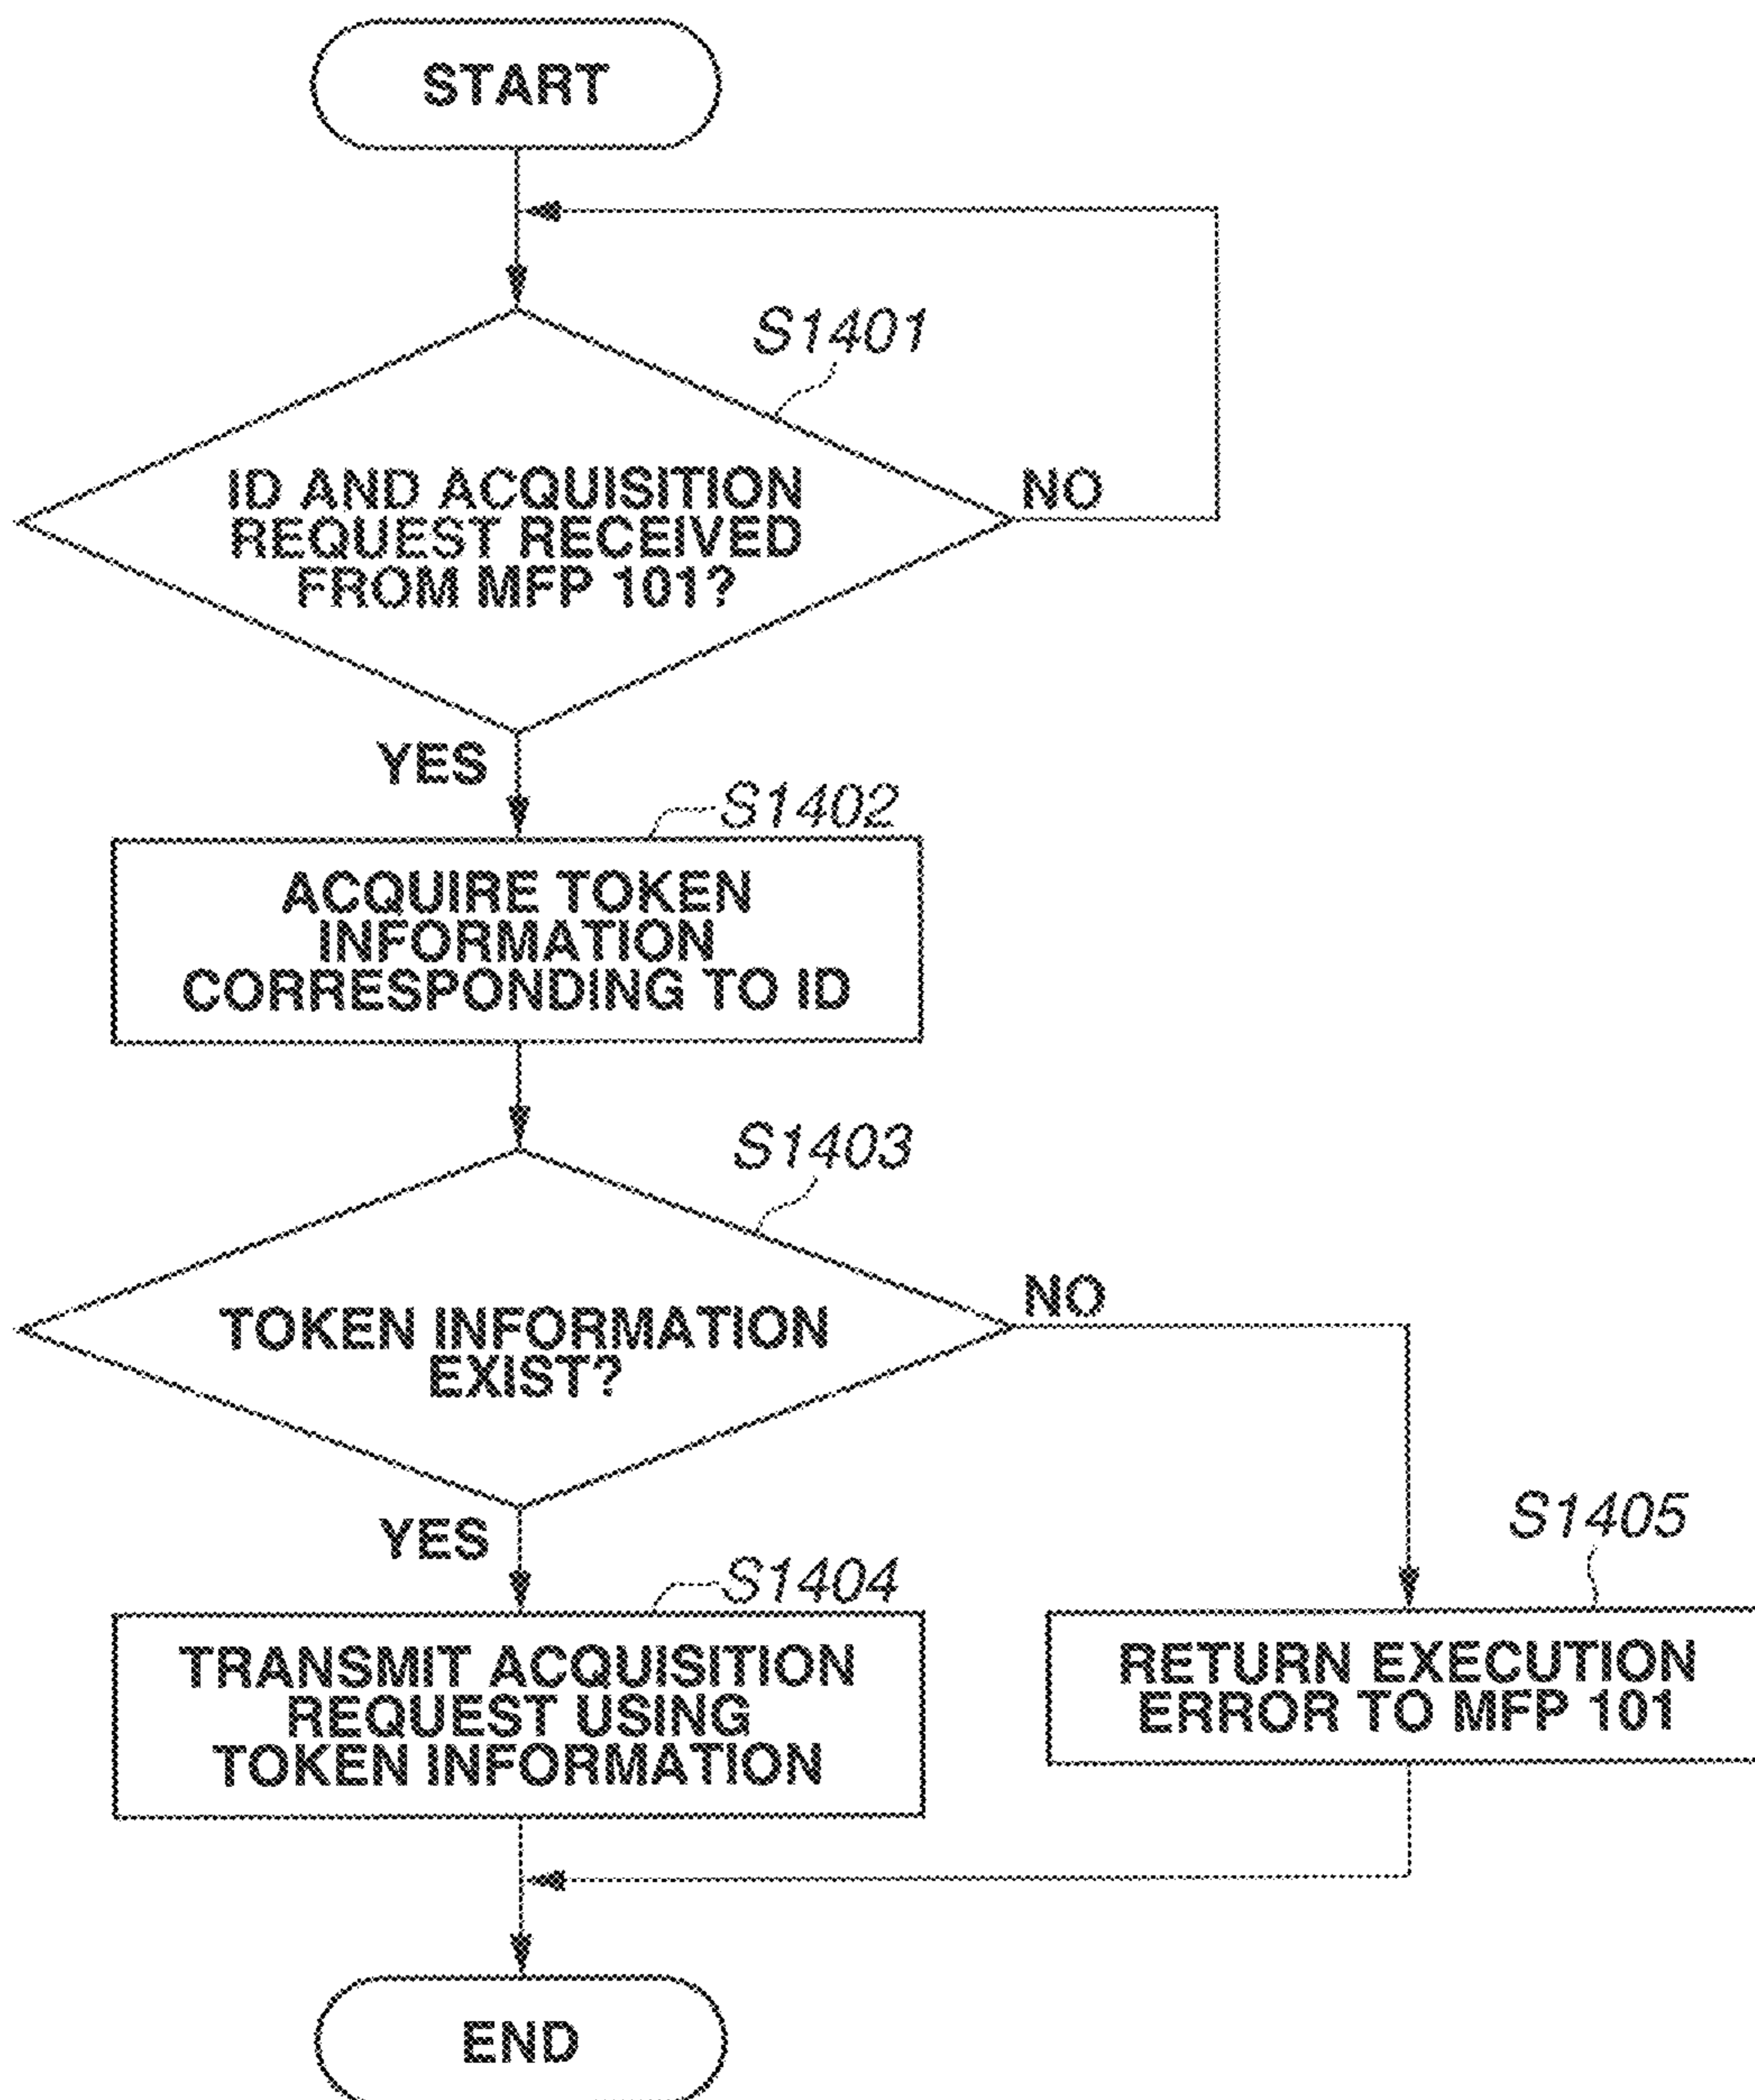 START
S1401
ID AND ACQUISITION
REQUEST RECEIVED
FROM MFP 101?
NO
YES
S1402
ACQUIRE TOKEN
INFORMATION
CORRESPONDING TO ID
S1403
TOKEN INFORMATION
EXIST?
NO
YES
S1404
TRANSMIT ACQUISITION
REQUEST USING
TOKEN INFORMATION
S1405
RETURN EXECUTION
ERROR TO MFP 101
END